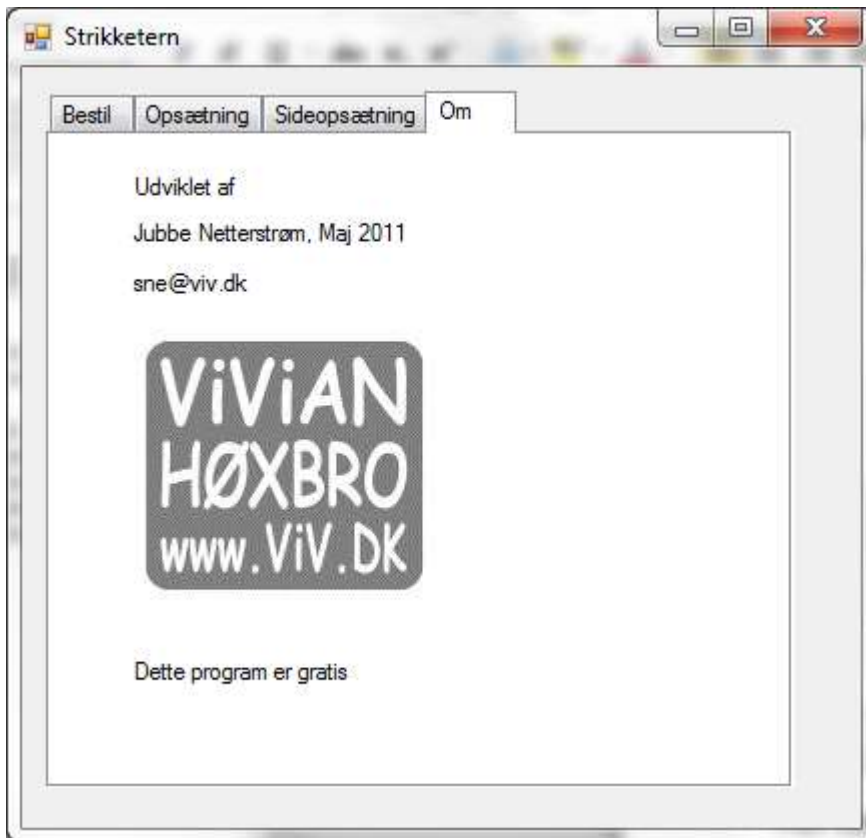 Strikketern
Bestil Opsætning Sideopsætning Om
Udviklet af
Jubbe Netterstrøm, Maj 2011
sne@viv.dk
ViViAN
HØXBRO
www.ViV.DK
Dette program er gratis